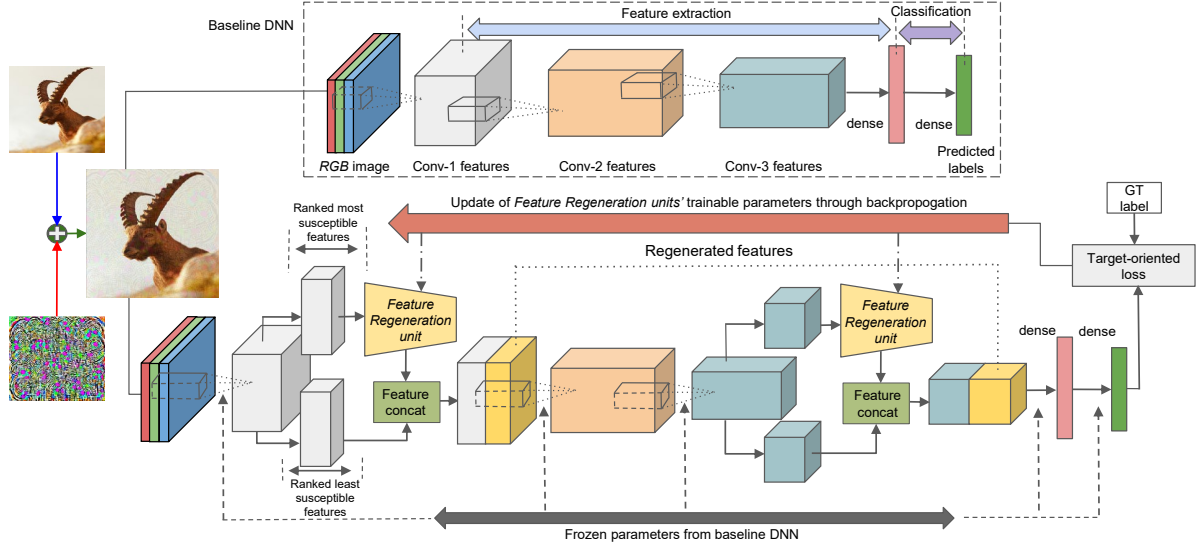 Baseline DNN
Feature extraction
Classification
dense
dense
RGB image
Conv-1 features
Conv-2 features
Conv-3 features
Predicted
labels
Ranked most
susceptible
features
Update of Feature Regeneration units' trainable parameters through backpropogation
GT
label
Regenerated features
Target-oriented
loss
Feature
Regeneration
unit
Feature
Regeneration
unit
dense
dense
Feature
concat
Feature
concat
Ranked least
susceptible
features
Frozen parameters from baseline DNN